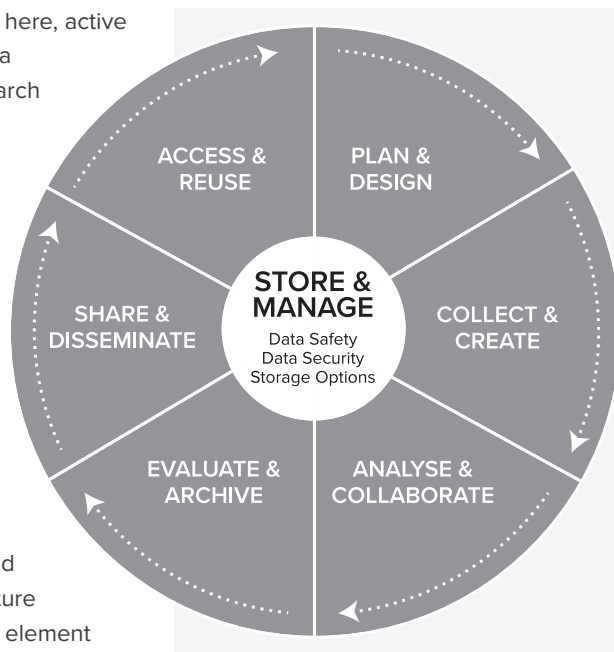 here, active
a
arch
ACCESS &
REUSE
PLAN &
DESIGN
STORE &
MANAGE
Data Safety
Data Security
Storage Options
SHARE &
DISSEMINATE
COLLECT &
CREATE
EVALUATE &
ARCHIVE
ANALYSE &
COLLABORATE
d
ture
element